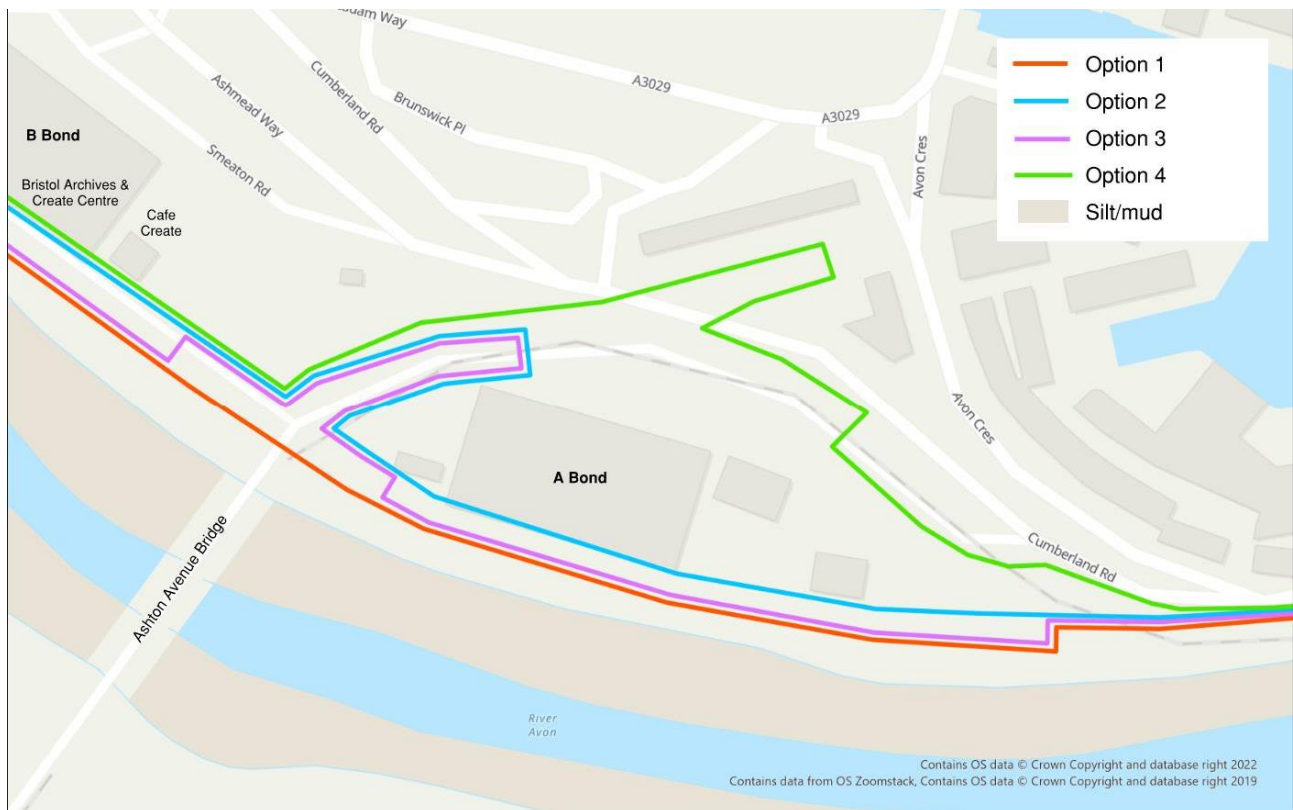 dam Way
A3029
A3029
Cumberland Rd
Brunswick Pl
Ashmead Way
Smeaton Rd
Avon Cres
B Bond
Bristol Archives &
Create Centre
Cafe
Create
Option 1
Option 2
Option 3
Option 4
Silt/mud
A Bond
Avon Cres
Cumberland Rd
Ashton Avenue Bridge
River
Avon
Contains OS data © Crown Copyright and database right 2022
Contains data from OS Zoomstack, Contains OS data © Crown Copyright and database right 2019